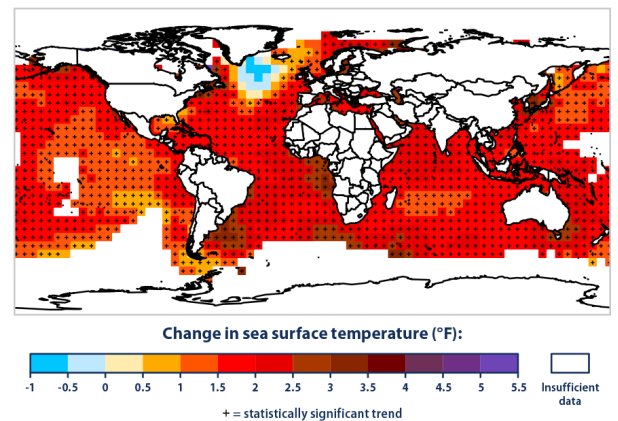 Change in sea surface temperature (°F):
-1 -0.5 0 0.5 1 1.5 2 2.5 3 3.5 4 4.5 5 5.5
Insufficient
data
+ = statistically significant trend